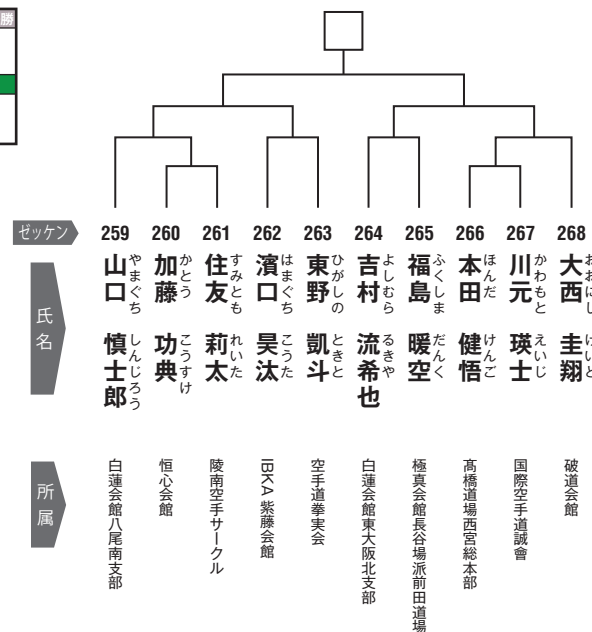 勝
ゼッケン
259 260 261 262 263 264 265 266 267 268
氏名
山口 慎士郎
やまぐち しんじろう
加藤 功典
かとう こうすけ
住友 莉太
すみとも れいた
濱口 昊汰
はまぐち こうた
東野 凱斗
ひがしの ときと
吉村 流希也
よしむら るきや
福島 暖空
ふくしま だんく
本田 健悟
ほんだ けんご
川元 瑛士
かわもと えいじ
大西 圭翔
おおにし けいと
所属
白蓮会館八尾南支部
恒心会館
陵南空手サークル
IBKA 紫藤会館
空手道拳実会
白蓮会館東大阪北支部
極真会館長谷場派前田道場
髙橋道場西宮総本部
国際空手道誠會
破道会館